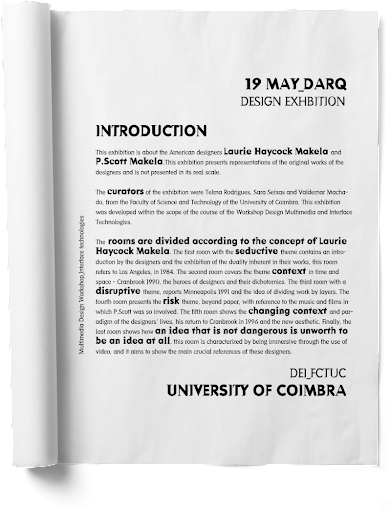 19 MAY_DARQ
DESIGN EXHBITION
INTRODUCTION
This exhibition is about the American designers Laurie Haycock Makela and
P.Scott Makela. This exhibition presents representations of the original works of the
designers and is not presented in its real scale.
The curators of the exhibition were Telma Rodrigues, Sara Seixas and Valdemar Macha-
do, from the Faculty of Science and Technology of the University of Coimbra. This exhibition
was developed within the scope of the course of the Workshop Design Multimedia and Interface
Technologies.
The rooms are divided according to the concept of Laurie
Haycock Makela. The first room with the seductive theme contains an intro-
duction by the designers and the exhibition of the duality inherent in their works, this room
refers to Los Angeles, in 1984. The second room covers the theme context in time and
space - Cranbrook 1990, the heroes of designers and their dichotomies. The third room with a
disruptive theme, reports Minneapolis 1991 and the idea of dividing work by layers. The
fourth room presents the risk theme, beyond paper, with reference to the music and films in
which P.Scott was so involved. The fifth room shows the changing context and par-
adigm of the designers' lives, his return to Cranbrook in 1996 and the new aesthetic. Finally, the
last room shows how an idea that is not dangerous is unworth to
be an idea at all, this room is characterized by being immersive through the use of
video, and it aims to show the main crucial references of these designers.
Multimedia Design Workshop_Interface technologies
DEI_FCTUC
UNIVERSITY OF COIMBRA